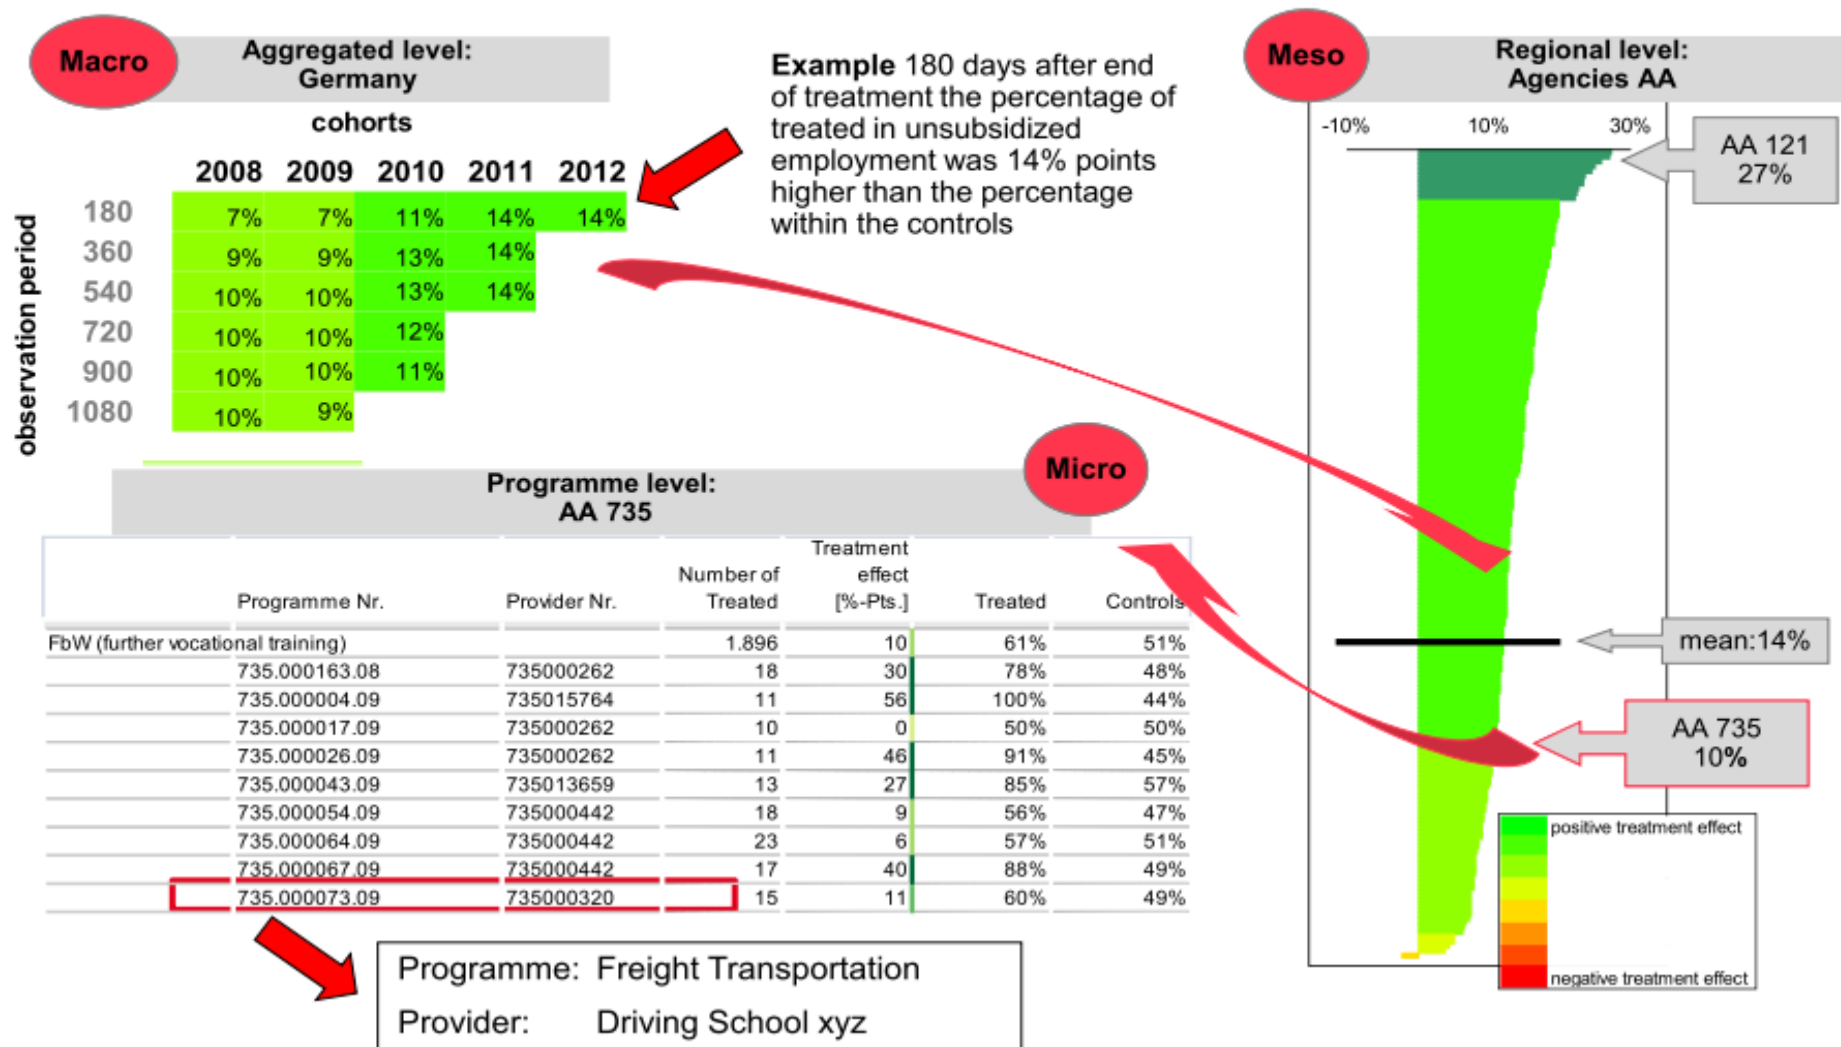 Macro
Aggregated level:
Germany
cohorts
2008 2009 2010 2011 2012
observation period
180 7% 7% 11% 14% 14%
360 9% 9% 13% 14%
540 10% 10% 13% 14%
720 10% 10% 12%
900 10% 10% 11%
1080 10% 9%
Example 180 days after end
of treatment the percentage of
treated in unsubsidized
employment was 14% points
higher than the percentage
within the controls
Meso
Regional level:
Agencies AA
-10% 10% 30%
AA 121
27%
mean:14%
AA 735
10%
positive treatment effect
negative treatment effect
Micro
Programme level:
AA 735
Programme Nr. Provider Nr. Number of Treated Treatment effect [%-Pts.] Treated Controls
FbW (further vocational training) 1.896 10 61% 51%
735.000163.08 735000262 18 30 78% 48%
735.000004.09 735015764 11 56 100% 44%
735.000017.09 735000262 10 0 50% 50%
735.000026.09 735000262 11 46 91% 45%
735.000043.09 735013659 13 27 85% 57%
735.000054.09 735000442 18 9 56% 47%
735.000064.09 735000442 23 6 57% 51%
735.000067.09 735000442 17 40 88% 49%
735.000073.09 735000320 15 11 60% 49%
Programme: Freight Transportation
Provider: Driving School xyz